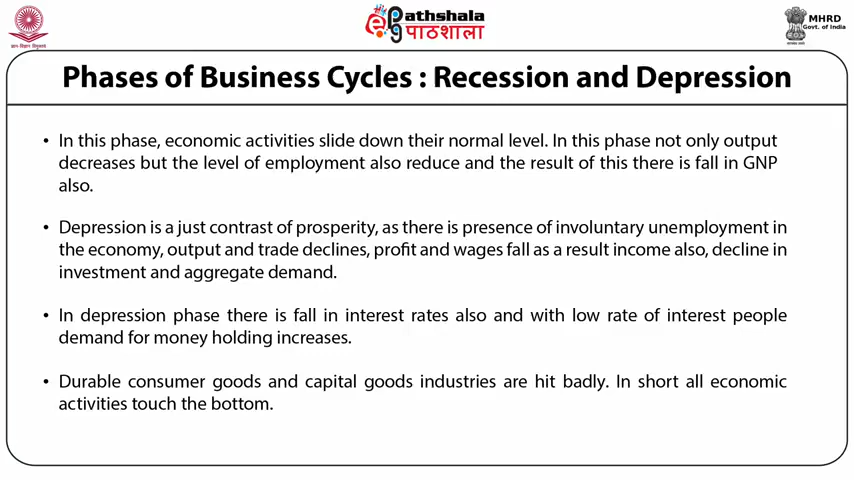 ज्ञान-विज्ञान विमुक्तये
e Pathshala
पाठशाला
MHRD
Govt. of India
Phases of Business Cycles : Recession and Depression
• In this phase, economic activities slide down their normal level. In this phase not only output
decreases but the level of employment also reduce and the result of this there is fall in GNP
also.
• Depression is a just contrast of prosperity, as there is presence of involuntary unemployment in
the economy, output and trade declines, profit and wages fall as a result income also, decline in
investment and aggregate demand.
• In depression phase there is fall in interest rates also and with low rate of interest people
demand for money holding increases.
• Durable consumer goods and capital goods industries are hit badly. In short all economic
activities touch the bottom.